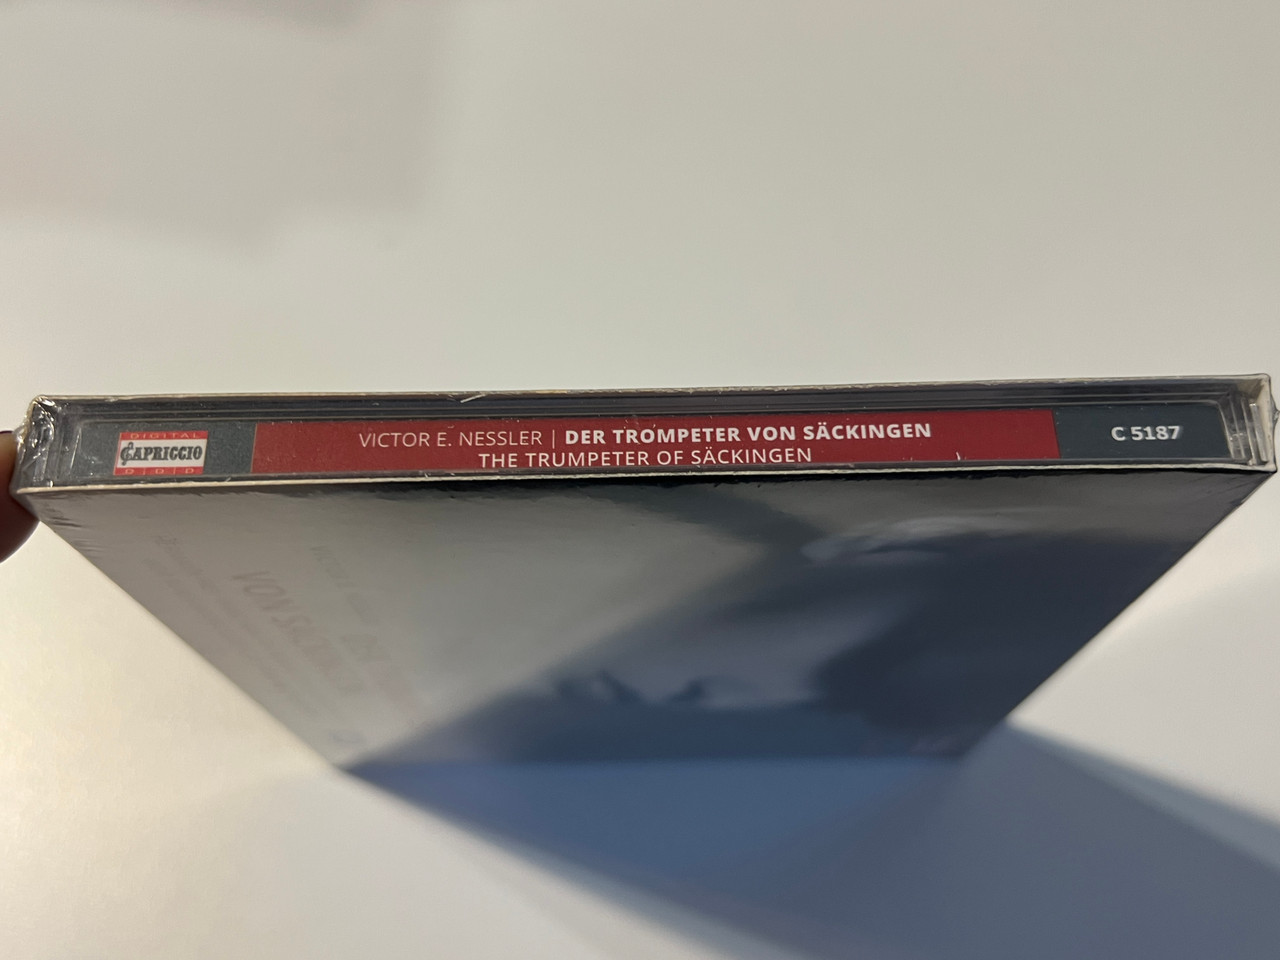 DIGITAL
CAPRICCIO
D D D
VICTOR E. NESSLER | DER TROMPETER VON SÄCKINGEN
THE TRUMPETER OF SÄCKINGEN
C 5187